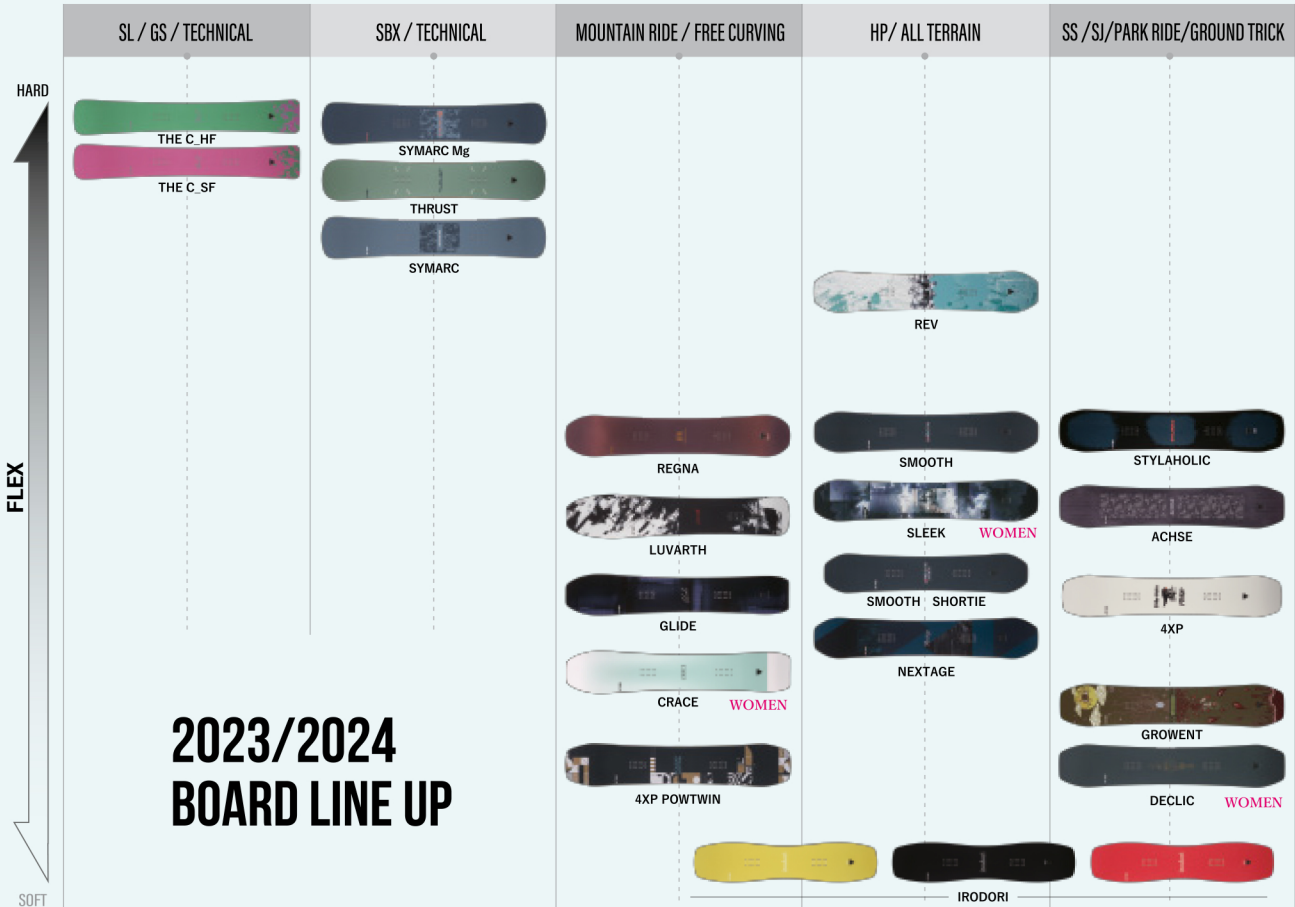 SL / GS / TECHNICAL
SBX / TECHNICAL
MOUNTAIN RIDE / FREE CURVING
HP/ ALL TERRAIN
SS /SJ/PARK RIDE/GROUND TRICK
HARD
FLEX
SOFT
THE C_HF
THE C_SF
SYMARC Mg
THRUST
SYMARC
REGNA
LUVARTH
GLIDE
CRACE WOMEN
4XP POWTWIN
REV
SMOOTH
SLEEK WOMEN
SMOOTH SHORTIE
NEXTAGE
STYLAHOLIC
ACHSE
4XP
GROWENT
DECLIC WOMEN
IRODORI
2023/2024
BOARD LINE UP